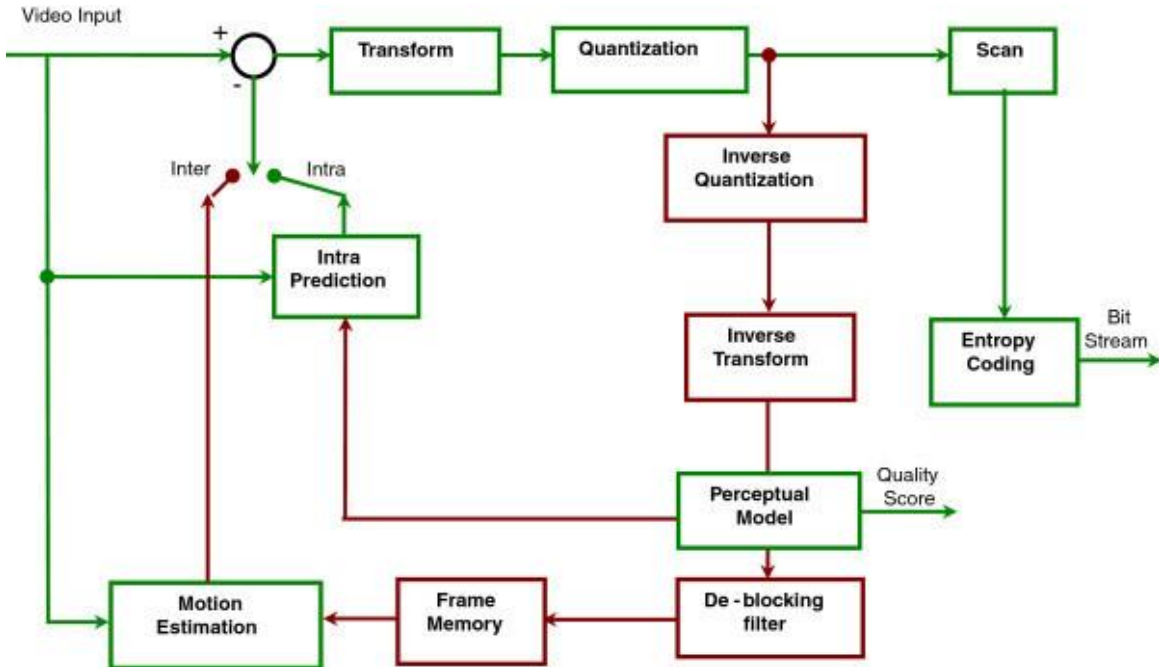 Video Input
+
Transform
Quantization
Scan
-
Inter
Intra
Inverse
Quantization
Intra
Prediction
Inverse
Transform
Entropy
Coding
Bit
Stream
Perceptual
Model
Quality
Score
Motion
Estimation
Frame
Memory
De-blocking
filter